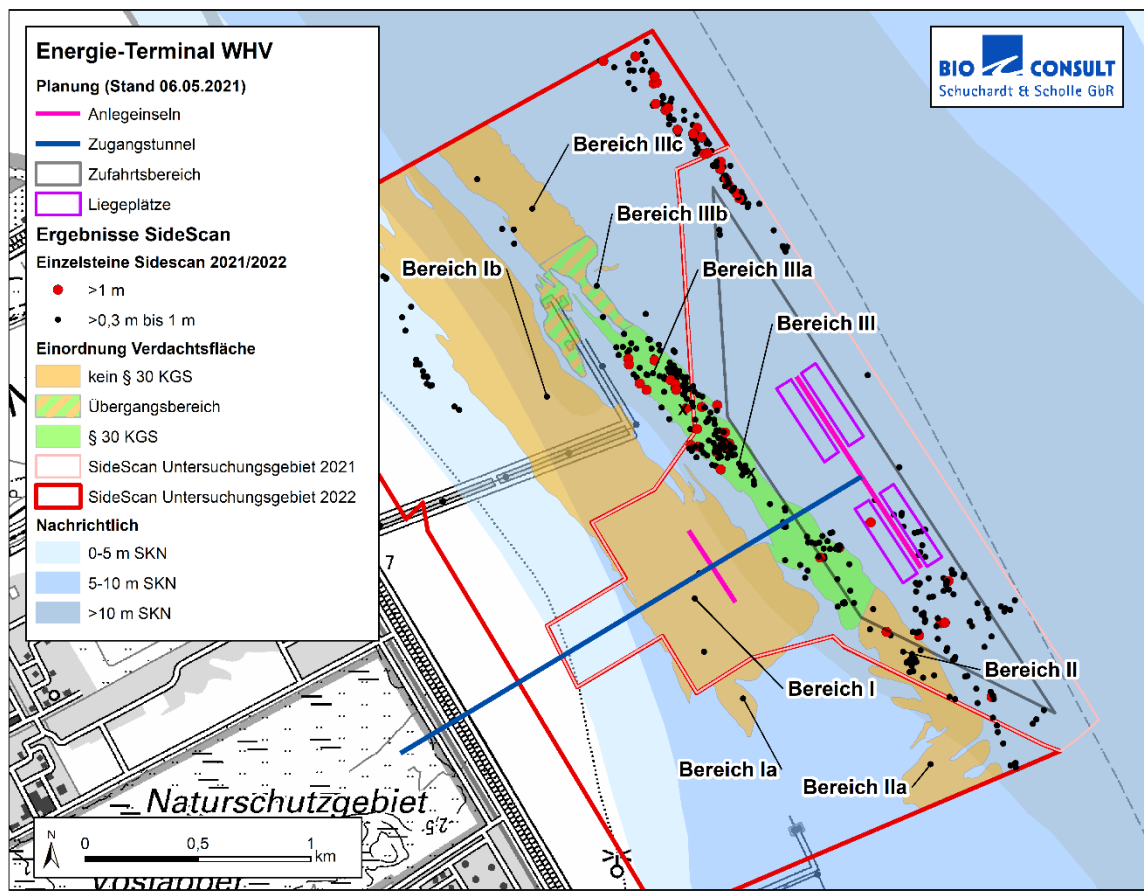 Energie-Terminal WHV
Planung (Stand 06.05.2021)
Anlegeinseln
Zugangstunnel
Zufahrtsbereich
Liegeplätze
Ergebnisse SideScan
Einzelsteine Sidescan 2021/2022
>1 m
>0,3 m bis 1 m
Einordnung Verdachtsfläche
kein § 30 KGS
Übergangsbereich
§ 30 KGS
SideScan Untersuchungsgebiet 2021
SideScan Untersuchungsgebiet 2022
Nachrichtlich
0-5 m SKN
5-10 m SKN
>10 m SKN
BIO CONSULT
Schuchardt & Scholle GbR
Bereich IIIc
Bereich IIIb
Bereich Ib
Bereich IIIa
Bereich III
7
Bereich II
Bereich I
Bereich Ia
Bereich IIa
Naturschutzgebiet
2,5
N
0 0,5 1
km